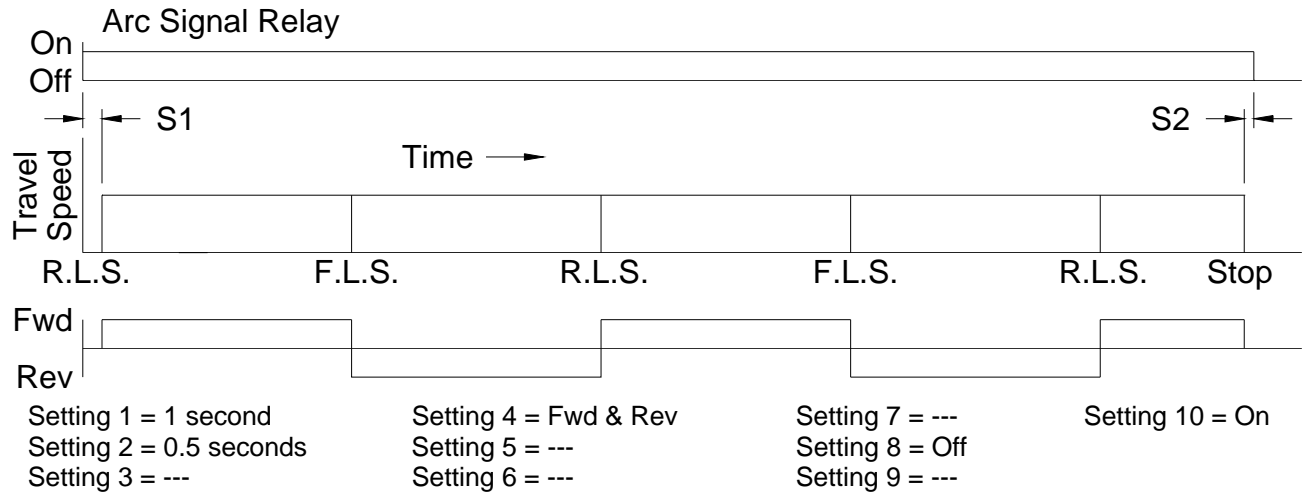 Arc Signal Relay
On
Off
S1
S2
Time
Travel
Speed
R.L.S. F.L.S. R.L.S. F.L.S. R.L.S. Stop
Fwd
Rev
Setting 1 = 1 second Setting 4 = Fwd & Rev Setting 7 = --- Setting 10 = On
Setting 2 = 0.5 seconds Setting 5 = --- Setting 8 = Off
Setting 3 = --- Setting 6 = --- Setting 9 = ---